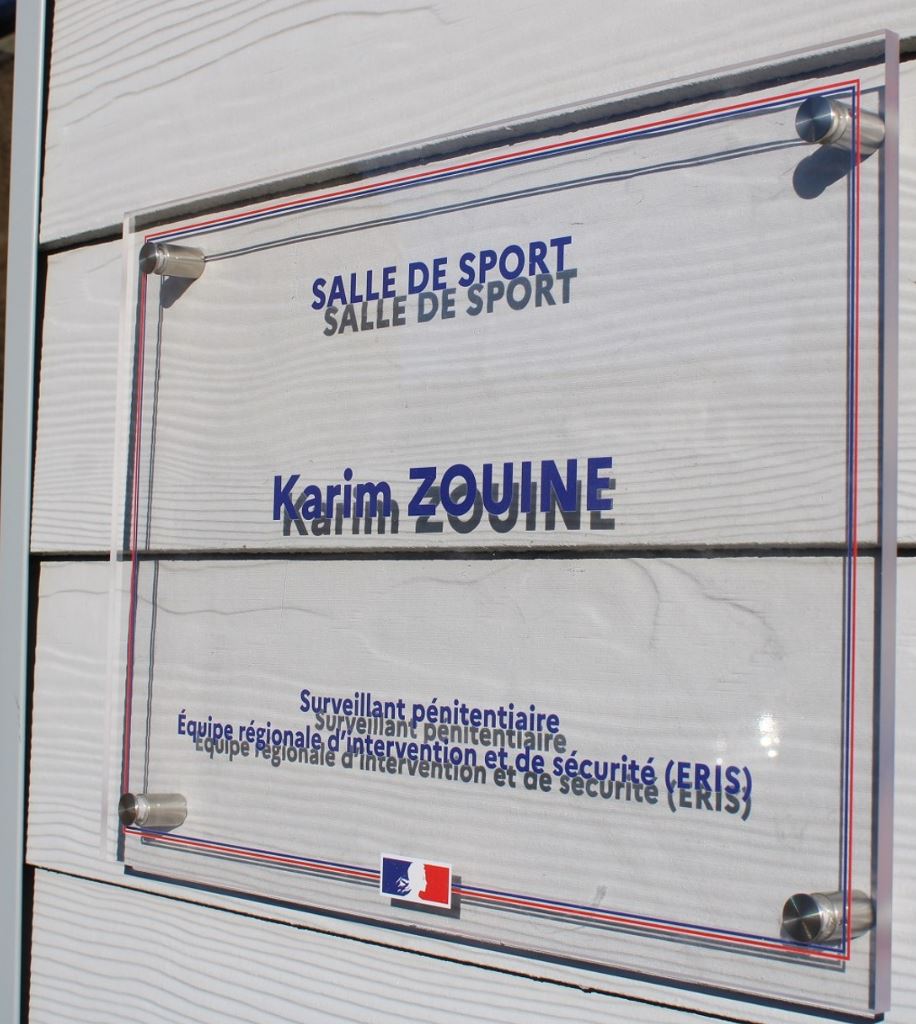 SALLE DE SPORT
Karim ZOUINE
Surveillant pénitentiaire
Équipe régionale d'intervention et de sécurité (ERIS)